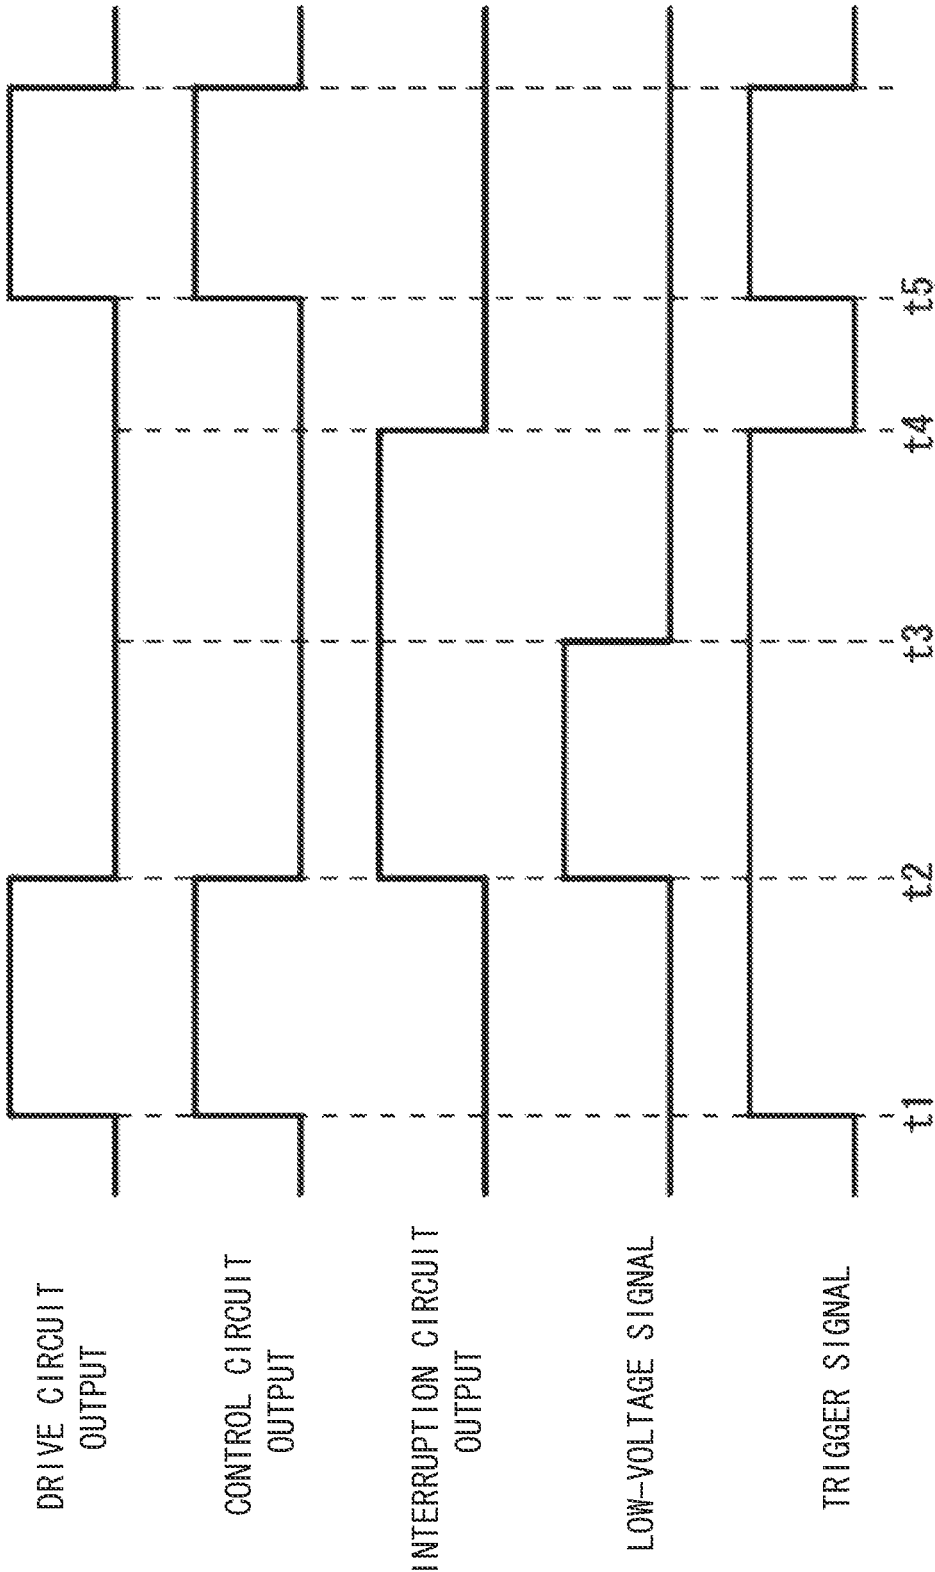 DRIVE CIRCUIT
OUTPUT
CONTROL CIRCUIT
OUTPUT
INTERRUPTION CIRCUIT
OUTPUT
LOW-VOLTAGE SIGNAL
TRIGGER SIGNAL
t1
t2
t3
t4
t5